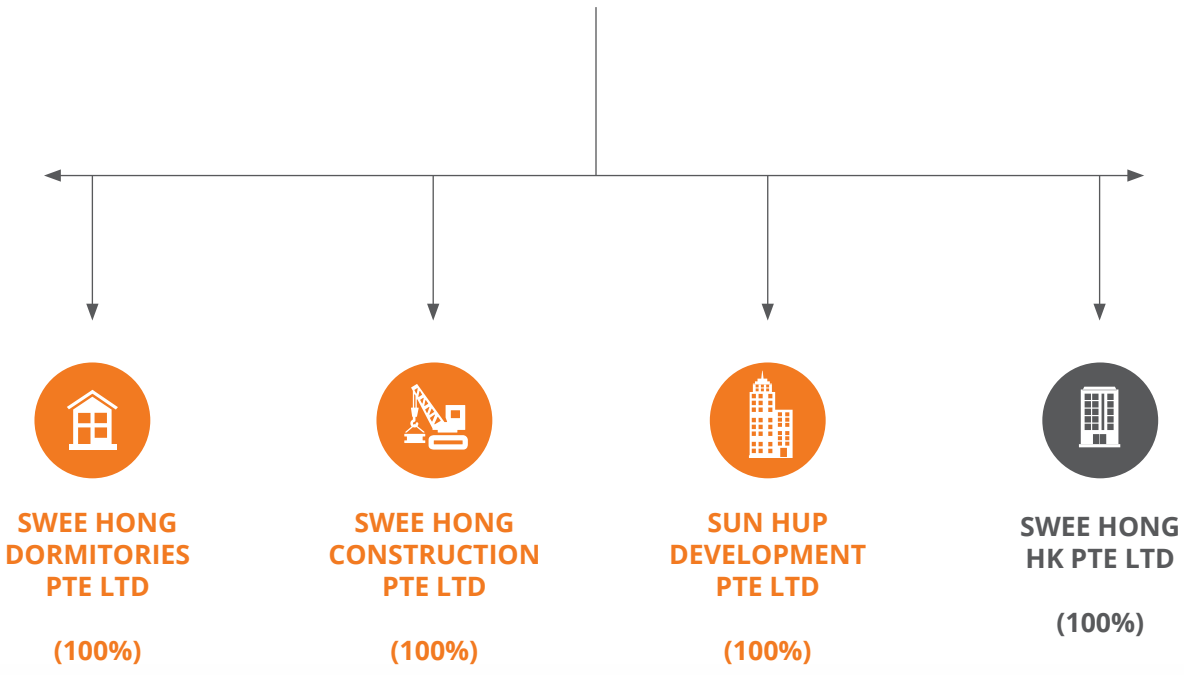 SWEE HONG
DORMITORIES
PTE LTD
(100%)
SWEE HONG
CONSTRUCTION
PTE LTD
(100%)
SUN HUP
DEVELOPMENT
PTE LTD
(100%)
SWEE HONG
HK PTE LTD
(100%)